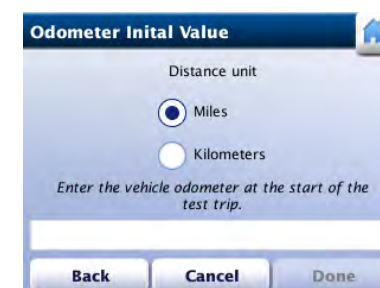 Odometer Inital Value
Distance unit
Miles
Kilometers
Enter the vehicle odometer at the start of the
test trip.
Back Cancel Done